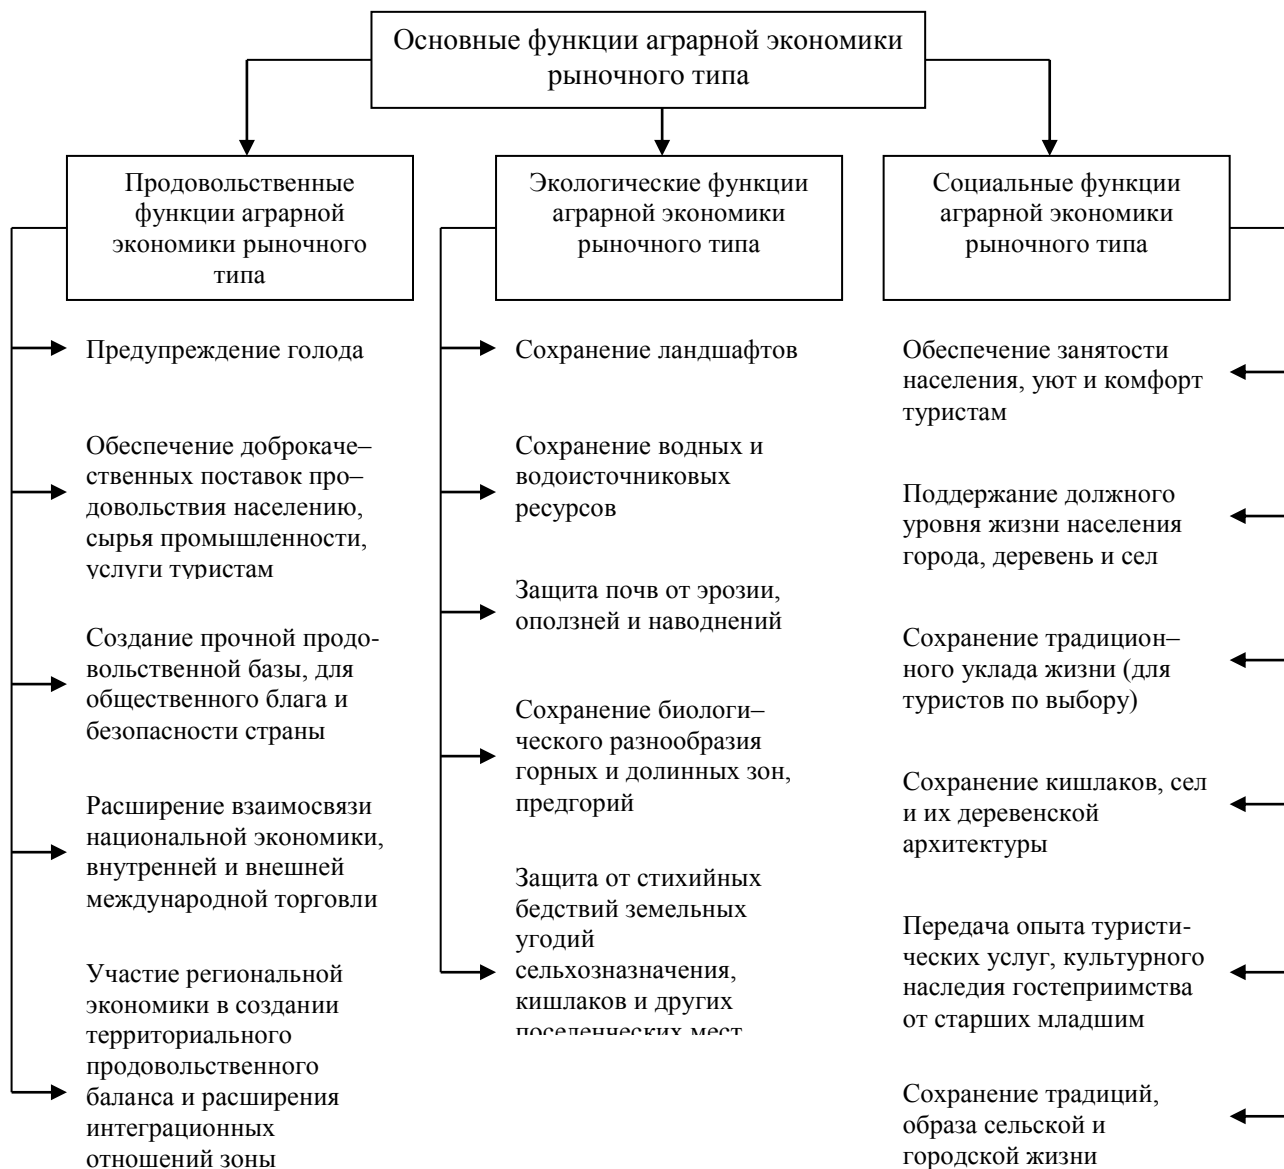 Основные функции аграрной экономики
рыночного типа
Продовольственные
функции аграрной
экономики рыночного
типа
Предупреждение голода
Обеспечение доброкаче–
ственных поставок про–
довольствия населению,
сырья промышленности,
услуги туристам
Создание прочной продо-
вольственной базы, для
общественного блага и
безопасности страны
Расширение взаимосвязи
национальной экономики,
внутренней и внешней
международной торговли
Участие региональной
экономики в создании
территориального
продовольственного
баланса и расширения
интеграционных
отношений зоны
Экологические функции
аграрной экономики
рыночного типа
Сохранение ландшафтов
Сохранение водных и
водоисточниковых
ресурсов
Защита почв от эрозии,
оползней и наводнений
Сохранение биологи–
ческого разнообразия
горных и долинных зон,
предгорий
Защита от стихийных
бедствий земельных
угодий
сельхозназначения,
кишлаков и других
поселенческих мест
Социальные функции
аграрной экономики
рыночного типа
Обеспечение занятости
населения, уют и комфорт
туристам
Поддержание должного
уровня жизни населения
города, деревень и сел
Сохранение традицион–
ного уклада жизни (для
туристов по выбору)
Сохранение кишлаков, сел
и их деревенской
архитектуры
Передача опыта туристи-
ческих услуг, культурного
наследия гостеприимства
от старших младшим
Сохранение традиций,
образа сельской и
городской жизни